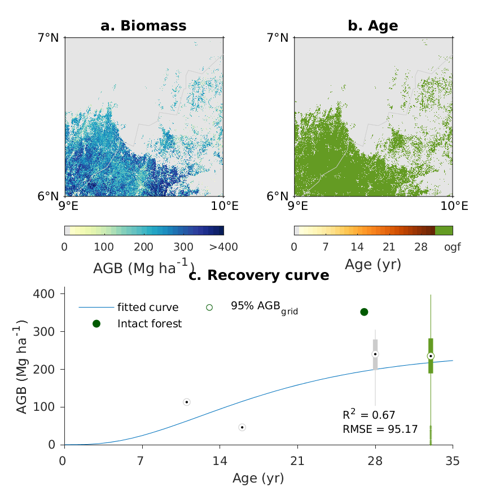 a. Biomass
b. Age
7°N
7°N
6°N
6°N
9°E
10°E
9°E
10°E
0
100
200
300
>400
0
7
14
21
28
ogf
AGB (Mg ha⁻¹)
Age (yr)
c. Recovery curve
400
fitted curve
95% AGB_grid
Intact forest
300
200
100
0
AGB (Mg ha⁻¹)
R² = 0.67
RMSE = 95.17
0
7
14
21
28
35
Age (yr)